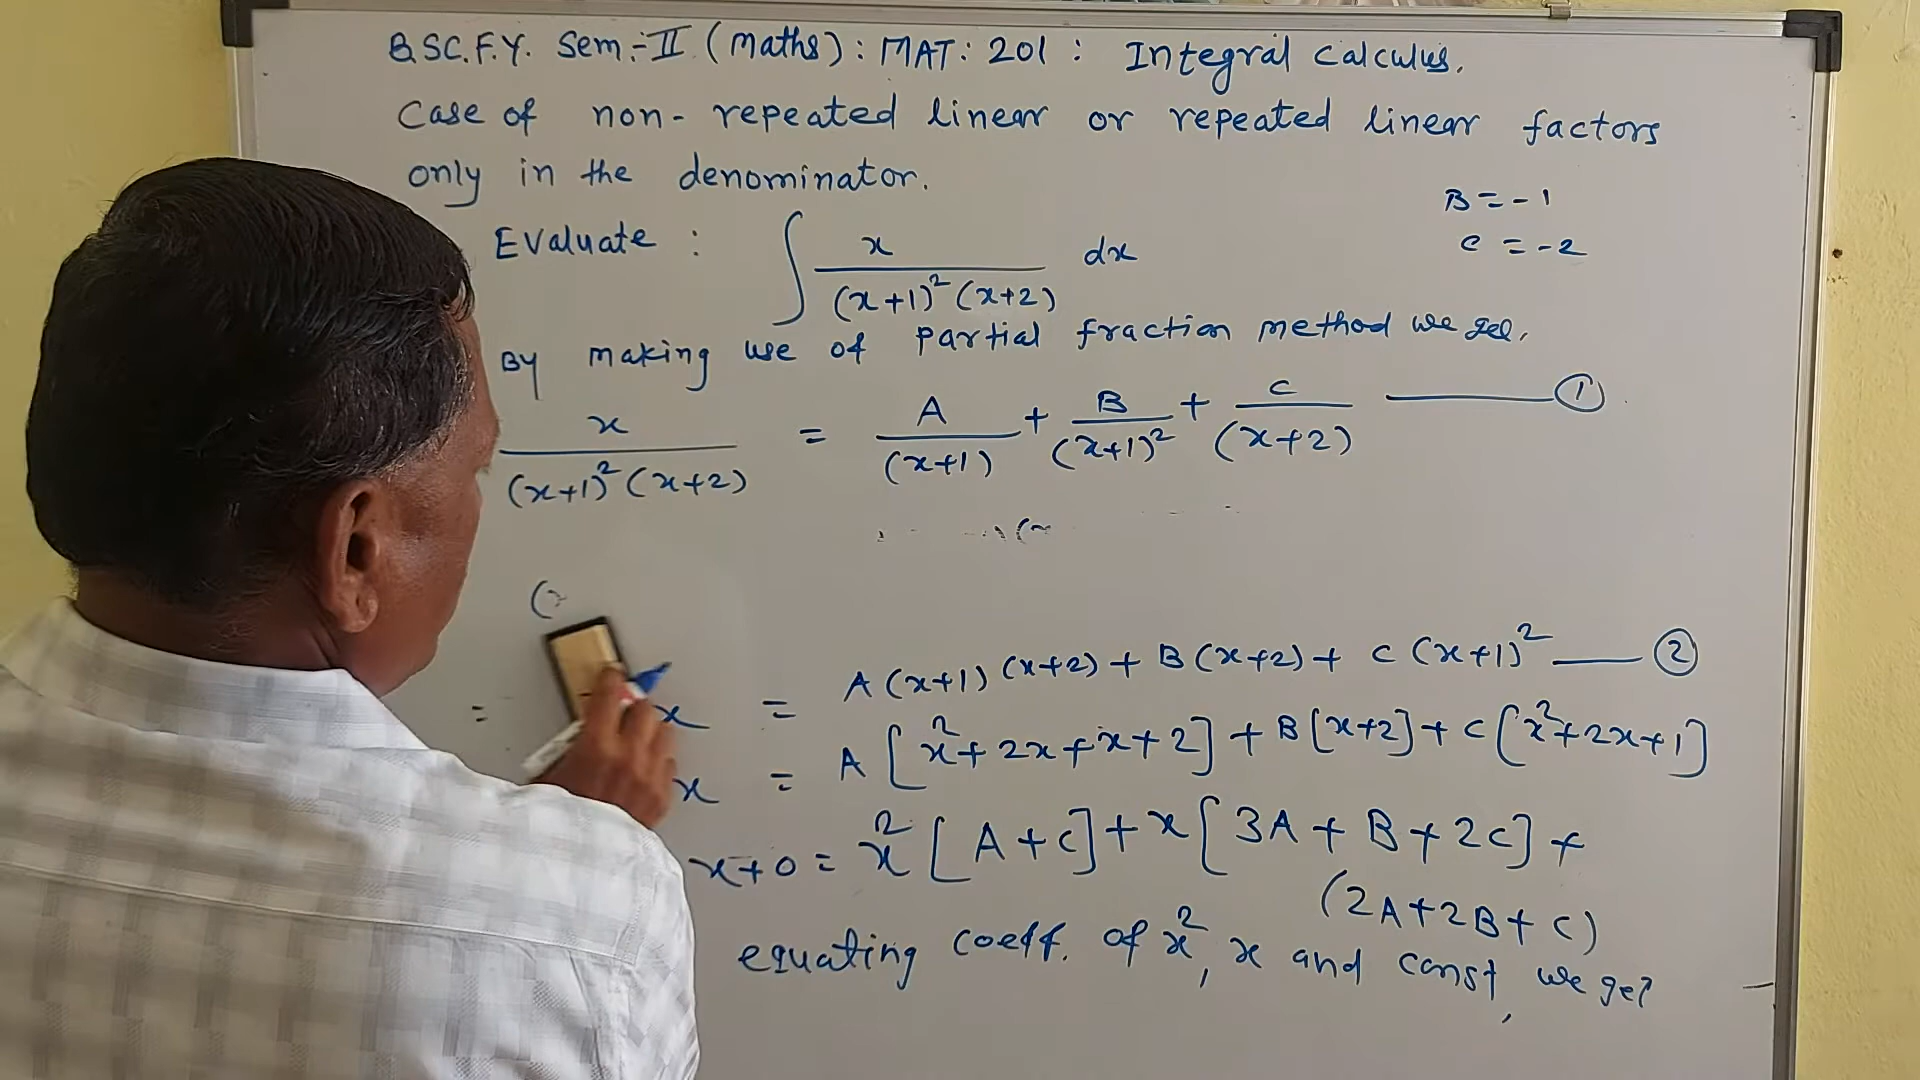 B.SC.F.Y. Sem:-II (Maths): MAT: 201: Integral Calculus.
Case of non-repeated linear or repeated linear factors
only in the denominator.
B = -1
C = -2
Evaluate : ∫ x / (x+1)² (x+2) dx
By making use of partial fraction method we get,
x / (x+1)² (x+2) = A / (x+1) + B / (x+1)² + C / (x+2) —— ①
x = A(x+1)(x+2) + B(x+2) + C(x+1)² —— ②
x = A[x²+2x+x+2] + B[x+2] + C[x²+2x+1]
x+0 = x²[A+C] + x[3A+B+2C] +
(2A+2B+C)
equating coeff. of x², x and const, we get